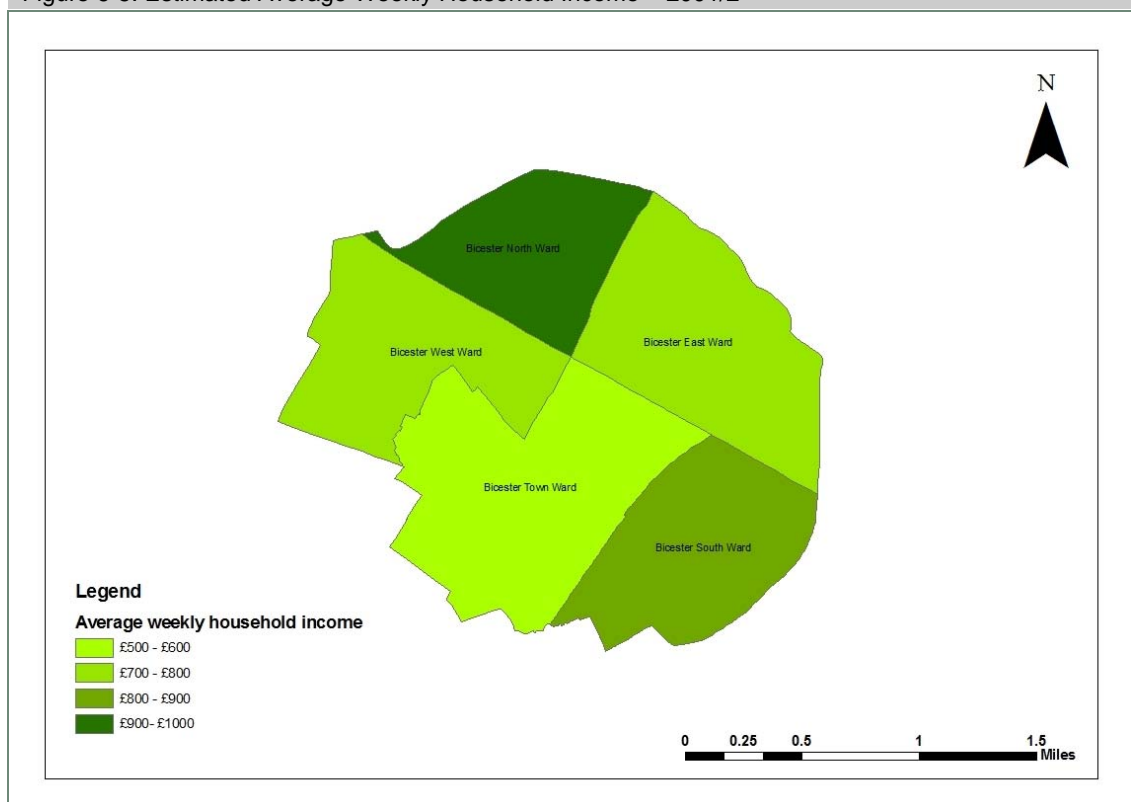 N
Bicester North Ward
Bicester East Ward
Bicester West Ward
Bicester Town Ward
Bicester South Ward
Legend
Average weekly household income
£500 - £600
£700 - £800
£800 - £900
£900- £1000
0 0.25 0.5 1 1.5
Miles